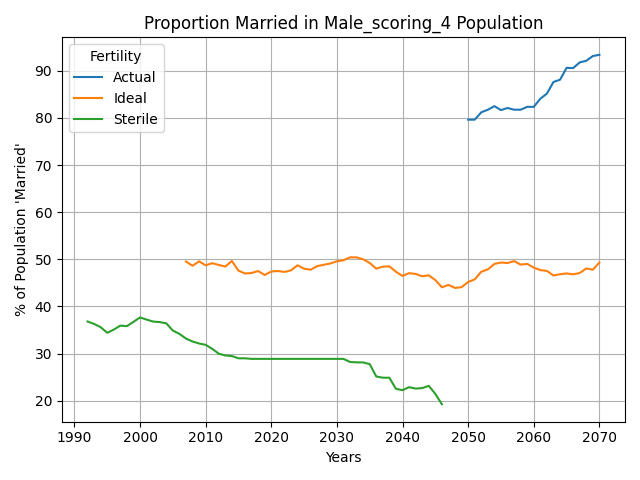 Proportion Married in Male_scoring_4 Population
Fertility
Actual
Ideal
Sterile
% of Population 'Married'
90
80
70
60
50
40
30
20
1990 2000 2010 2020 2030 2040 2050 2060 2070
Years